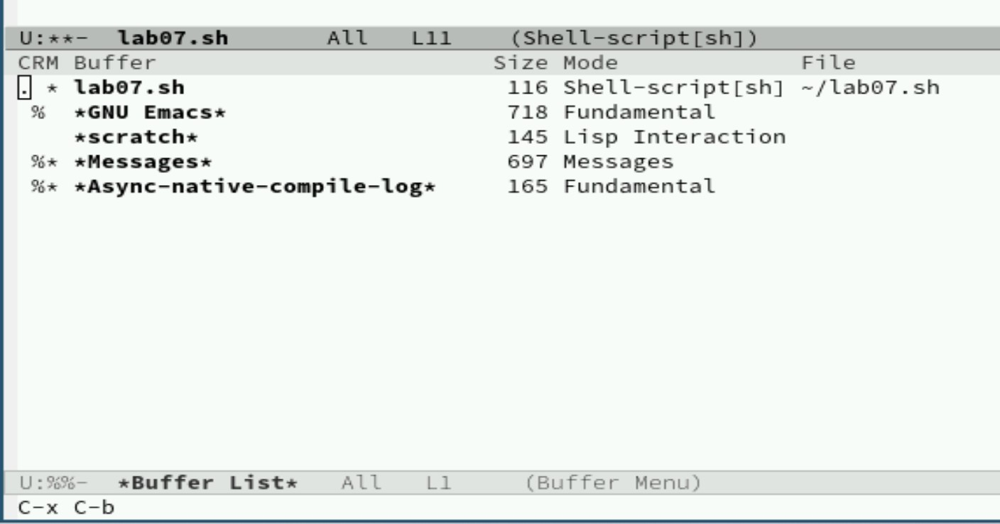 U:**-  lab07.sh       All   L11    (Shell-script[sh])
CRM Buffer                        Size Mode             File
. * lab07.sh                       116 Shell-script[sh] ~/lab07.sh
 %  *GNU Emacs*                    718 Fundamental
    *scratch*                      145 Lisp Interaction
 %* *Messages*                     697 Messages
 %* *Async-native-compile-log*     165 Fundamental
U:%%-  *Buffer List*   All   L1     (Buffer Menu)
C-x C-b